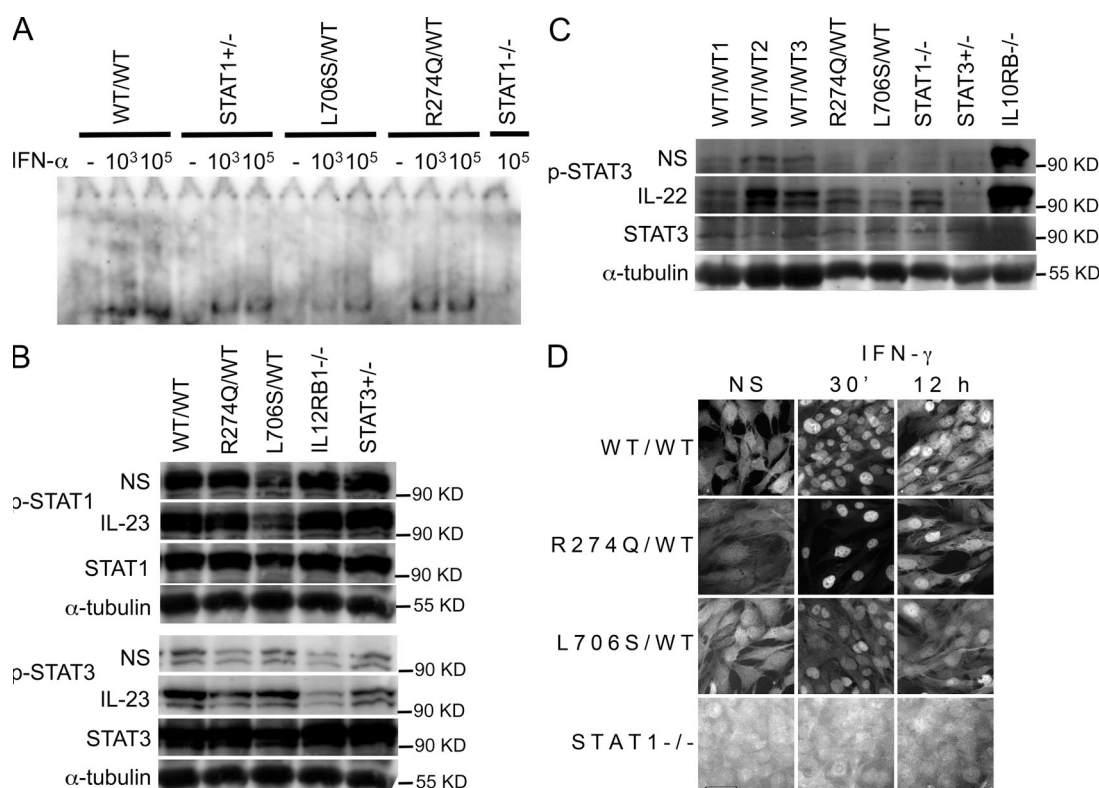 A
WT/WT
STAT1+/-
L706S/WT
R274Q/WT
STAT1-/-
IFN-α - 10³ 10⁵ - 10³ 10⁵ - 10³ 10⁵ - 10³ 10⁵ 10⁵
B
WT/WT
R274Q/WT
L706S/WT
IL12RB1-/-
STAT3+/-
p-STAT1
NS
90 KD
IL-23
90 KD
STAT1
90 KD
α-tubulin
55 KD
p-STAT3
NS
90 KD
IL-23
90 KD
STAT3
90 KD
α-tubulin
55 KD
C
WT/WT1
WT/WT2
WT/WT3
R274Q/WT
L706S/WT
STAT1-/-
STAT3+/-
IL10RB-/-
p-STAT3
NS
90 KD
IL-22
90 KD
STAT3
90 KD
α-tubulin
55 KD
D
IFN-γ
NS 30' 12 h
WT/WT
R274Q/WT
L706S/WT
STAT1-/-